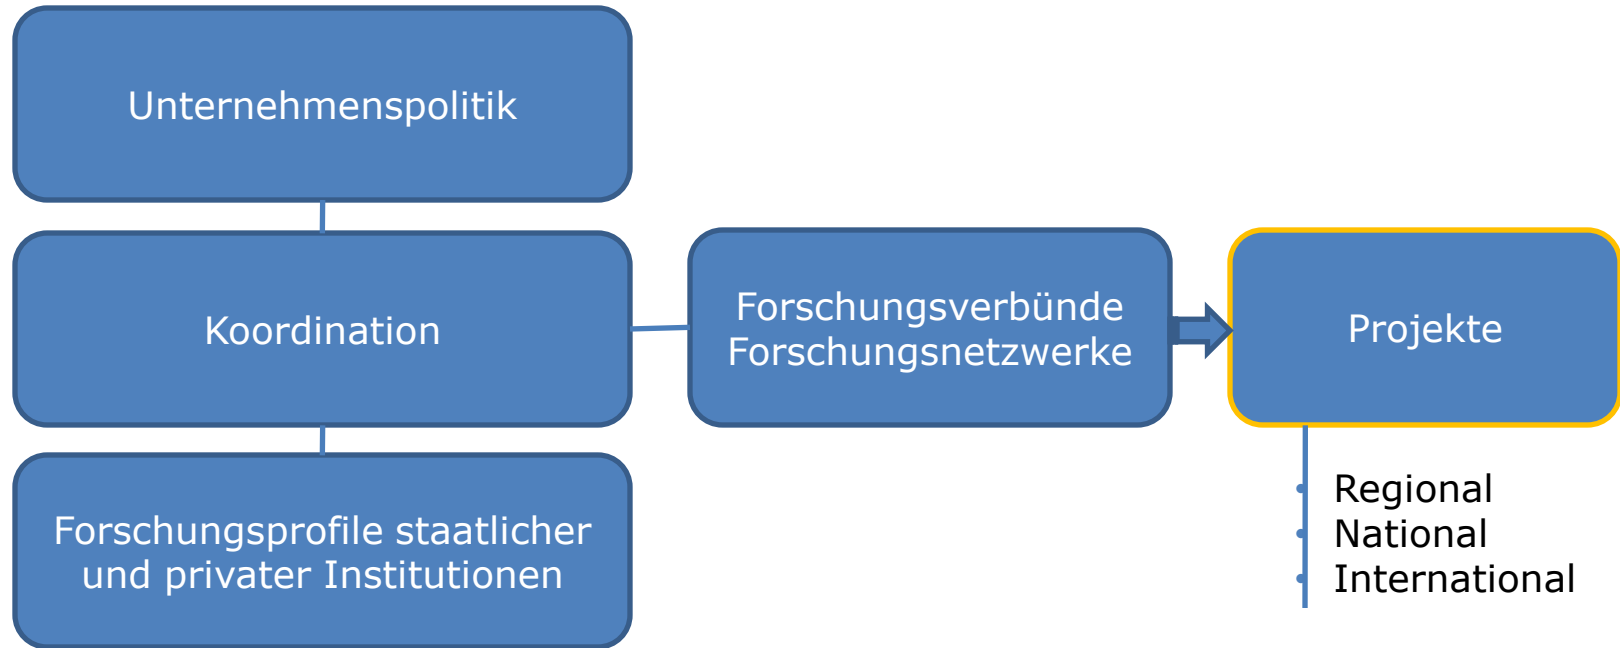 Unternehmenspolitik
Koordination
Forschungsprofile staatlicher
und privater Institutionen
Forschungsverbünde
Forschungsnetzwerke
Projekte
• Regional
• National
• International